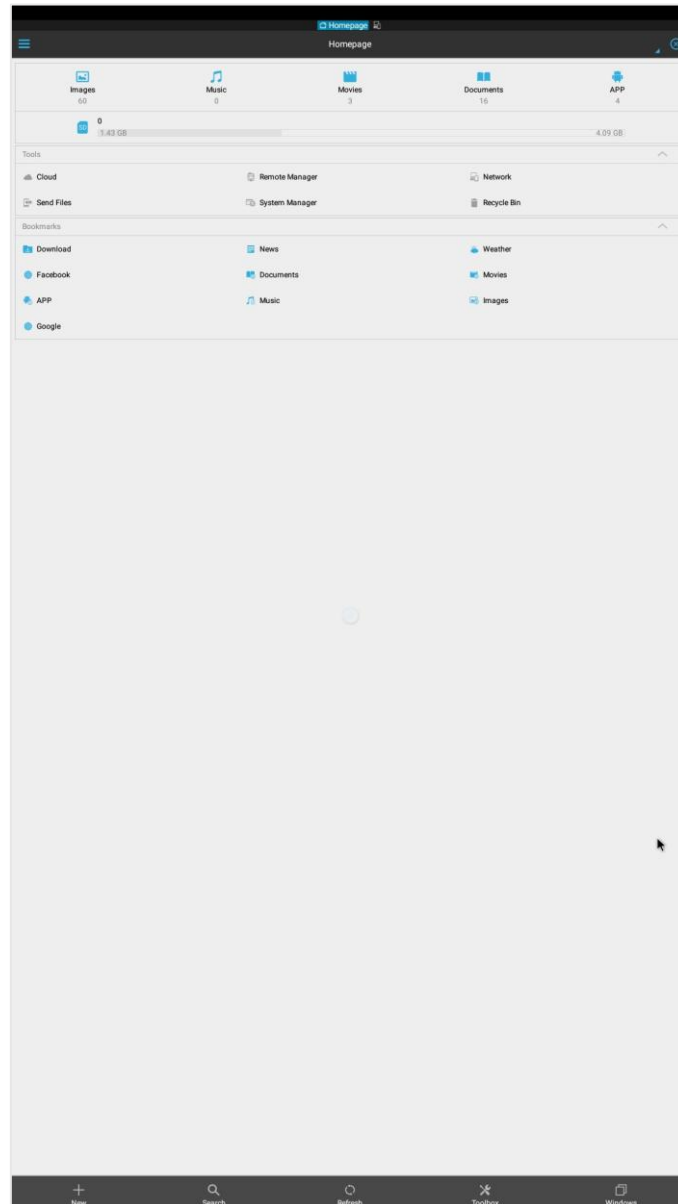 Homepage
Homepage
Images Music Movies Documents APP
60 0 3 16 4
0
1.43 GB 4.09 GB
Tools
Cloud Remote Manager Network
Send Files System Manager Recycle Bin
Bookmarks
Download News Weather
Facebook Documents Movies
APP Music Images
Google
New Search Refresh Toolbox Windows